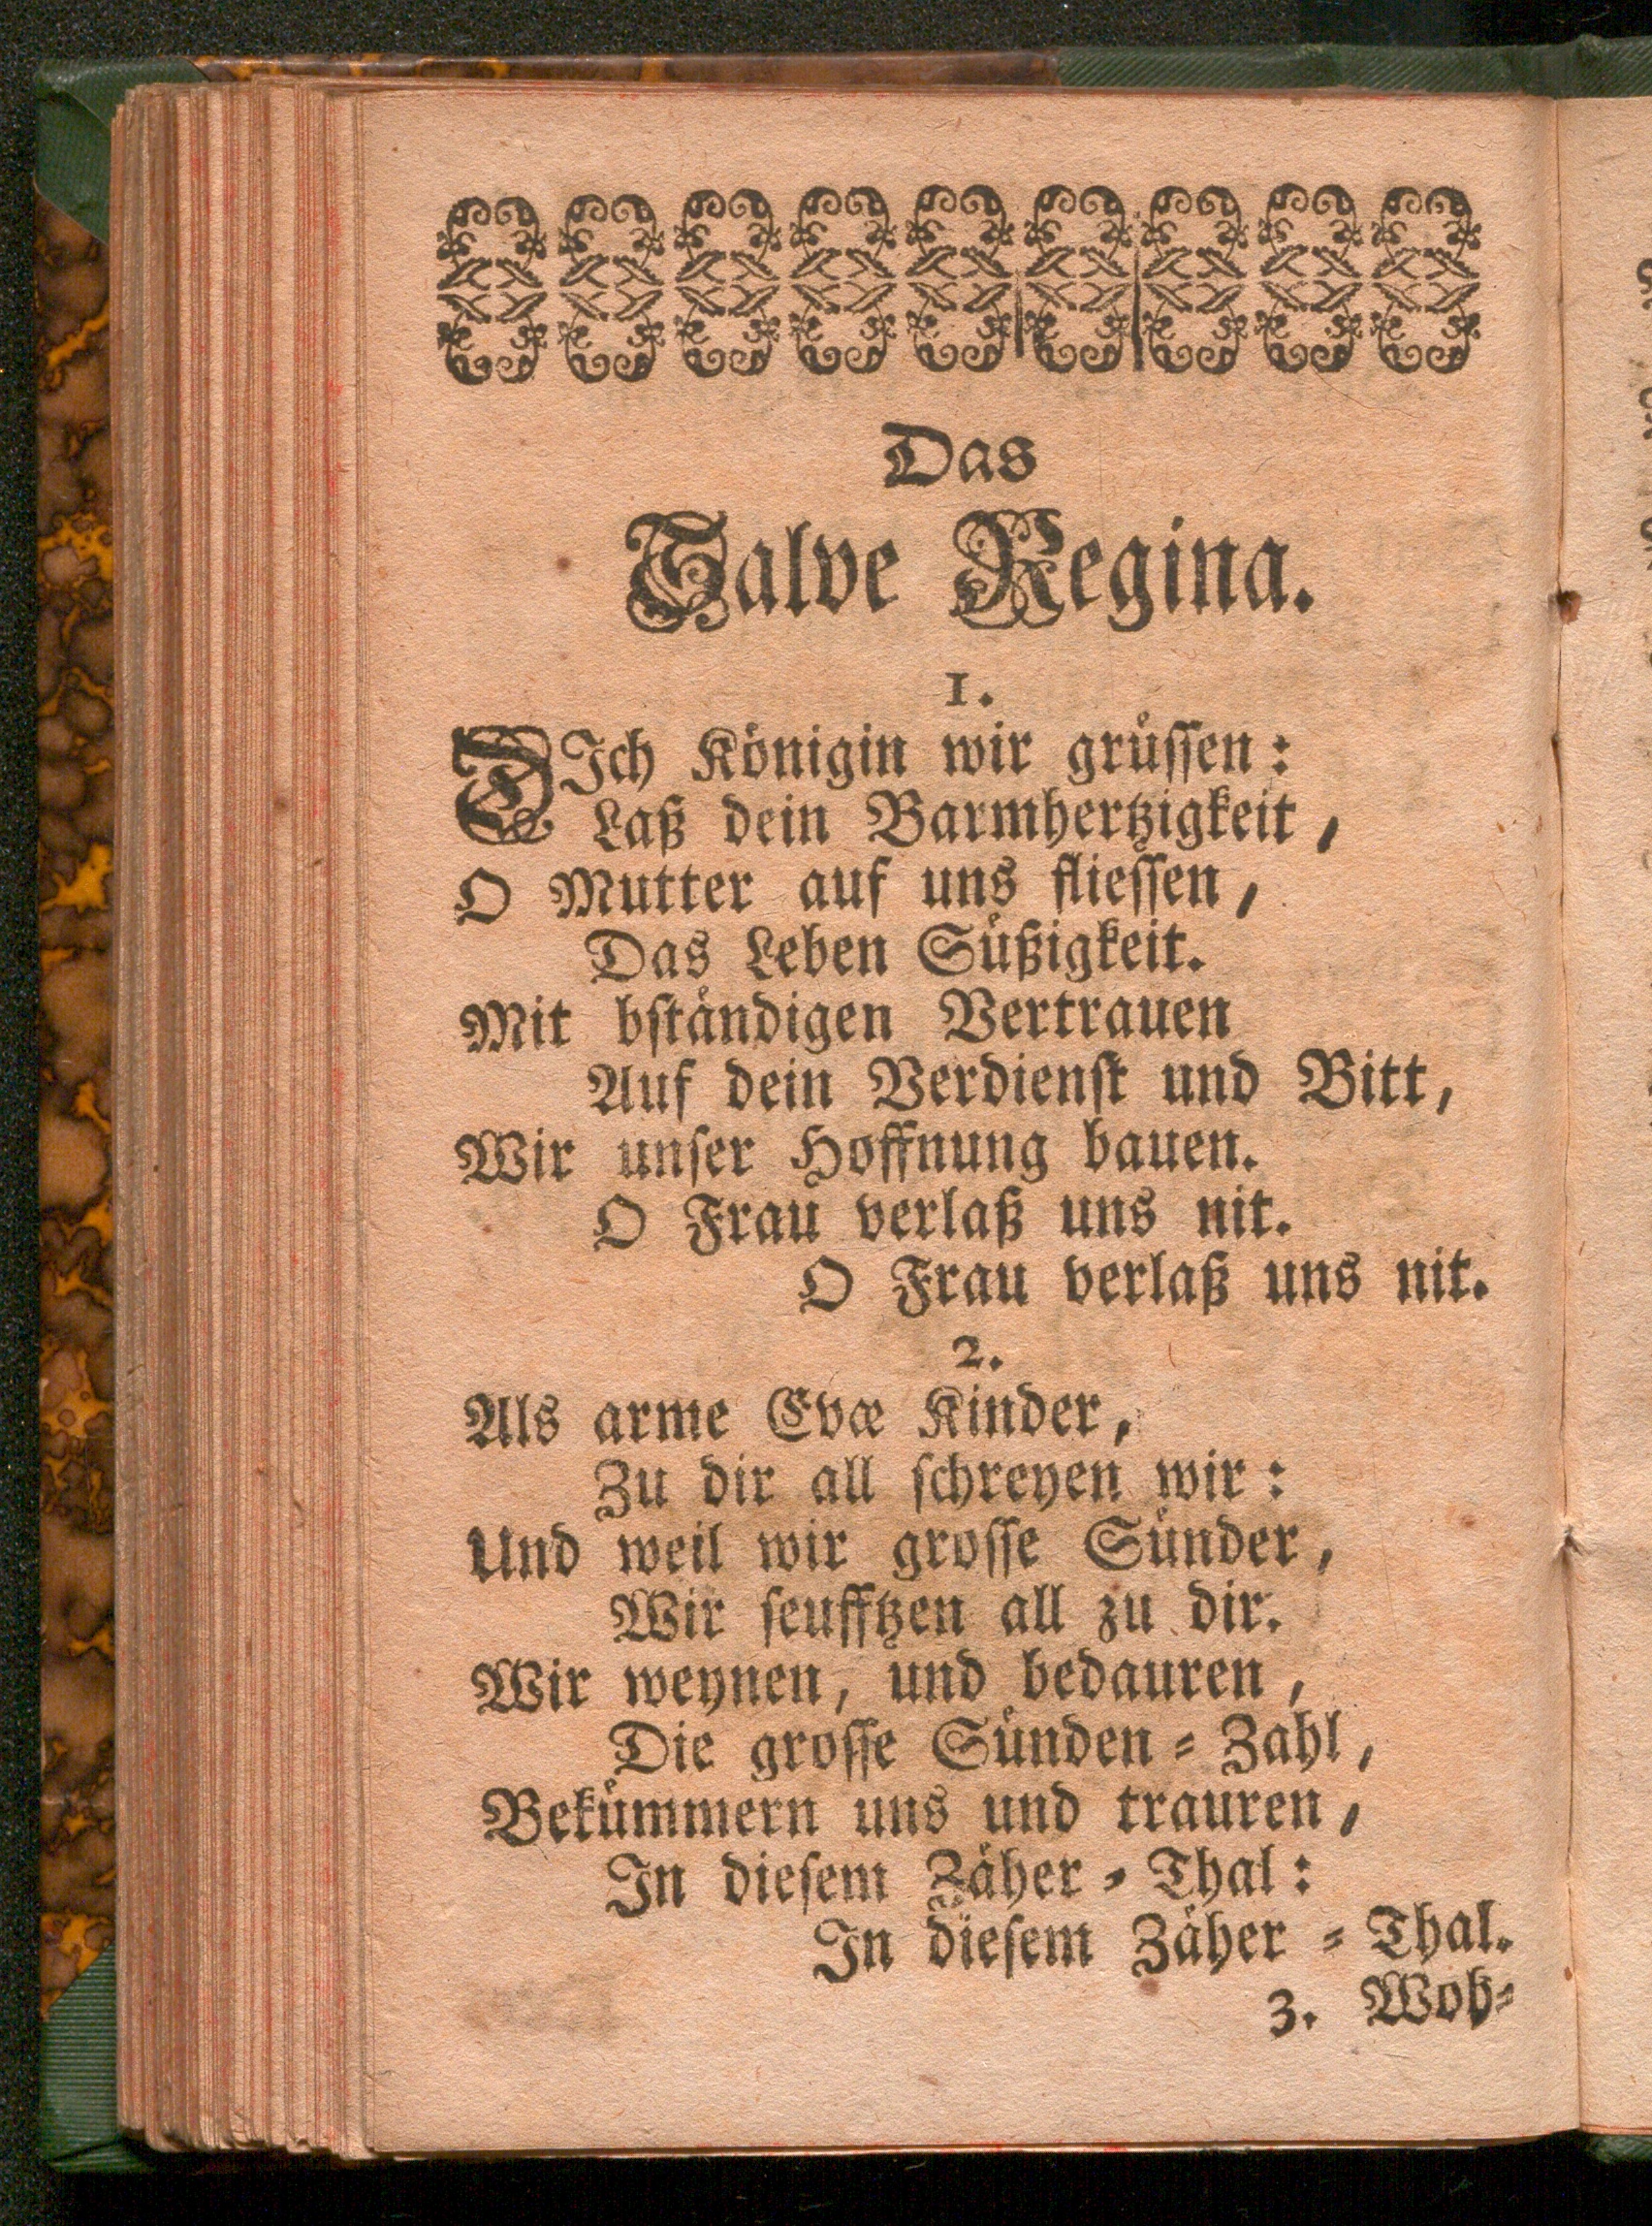 Das
Salve Regina.
1.
DIch Königin wir grüssen:
Laß dein Barmhertzigkeit,
O Mutter auf uns fliessen,
Das Leben Süßigkeit.
Mit bständigen Vertrauen
Auf dein Verdienst und Bitt,
Wir unser Hoffnung bauen.
O Frau verlaß uns nit.
O Frau verlaß uns nit.
2.
Als arme Evæ Kinder,
Zu dir all schreyen wir:
Und weil wir grosse Sünder,
Wir seufftzen all zu dir.
Wir weynen, und bedauren,
Die grosse Sünden-Zahl,
Bekümmern uns und trauren,
In diesem Zäher-Thal:
In diesem Zäher-Thal.
3. Woh-